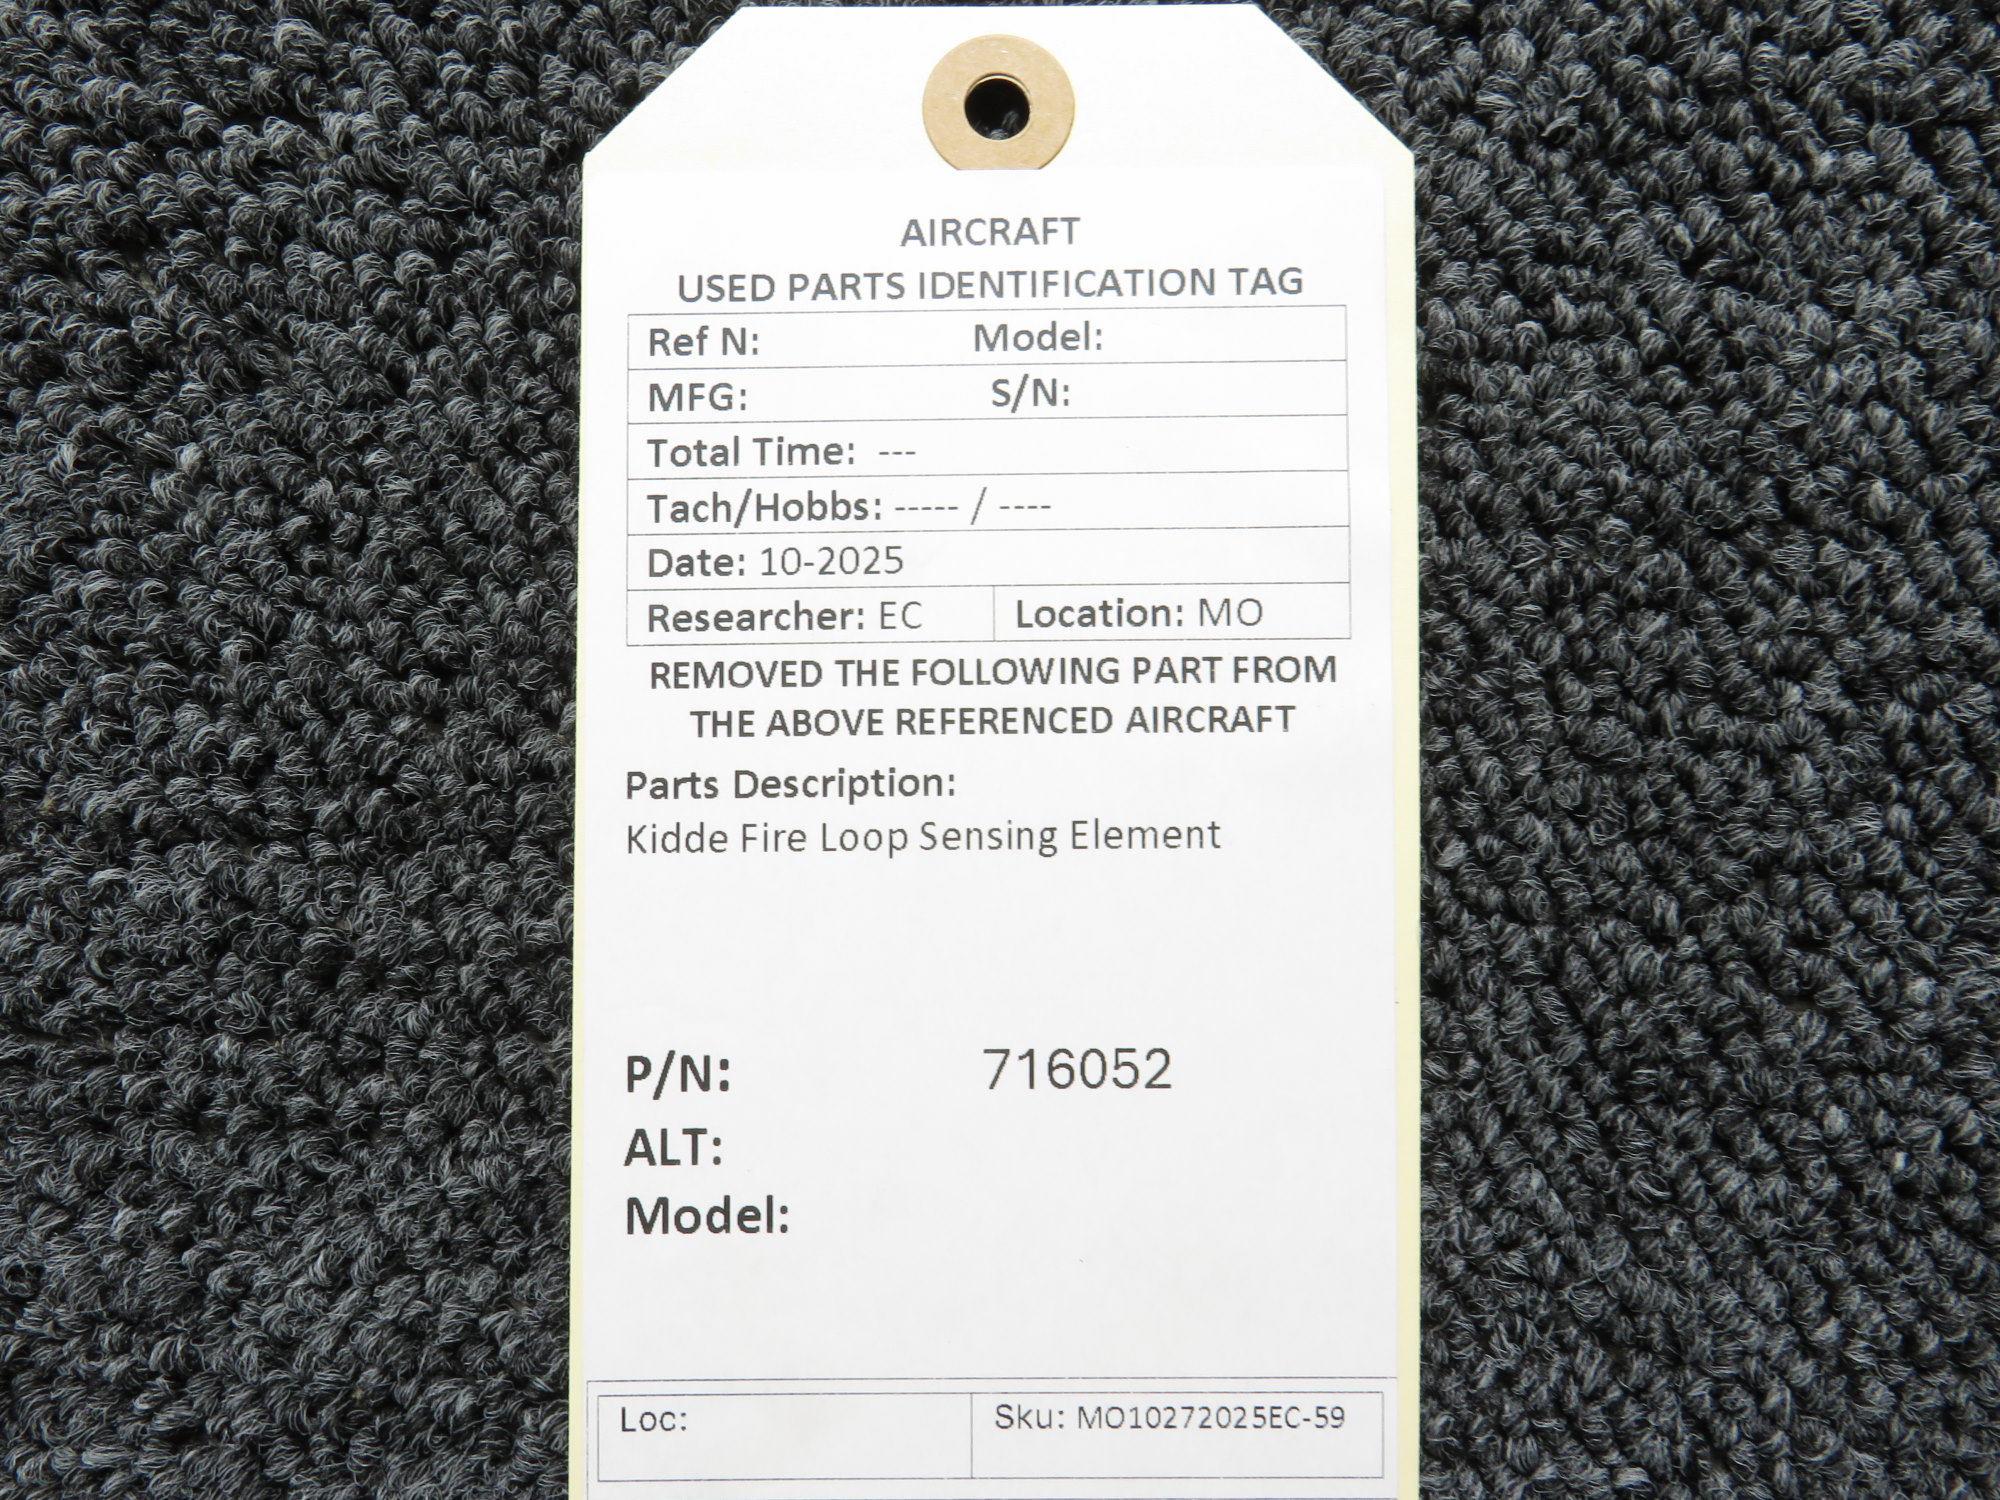 AIRCRAFT
USED PARTS IDENTIFICATION TAG
Ref N: Model:
MFG: S/N:
Total Time: ---
Tach/Hobbs: ----- / ----
Date: 10-2025
Researcher: EC Location: MO
REMOVED THE FOLLOWING PART FROM
THE ABOVE REFERENCED AIRCRAFT
Parts Description:
Kidde Fire Loop Sensing Element
P/N: 716052
ALT:
Model:
Loc: Sku: MO10272025EC-59